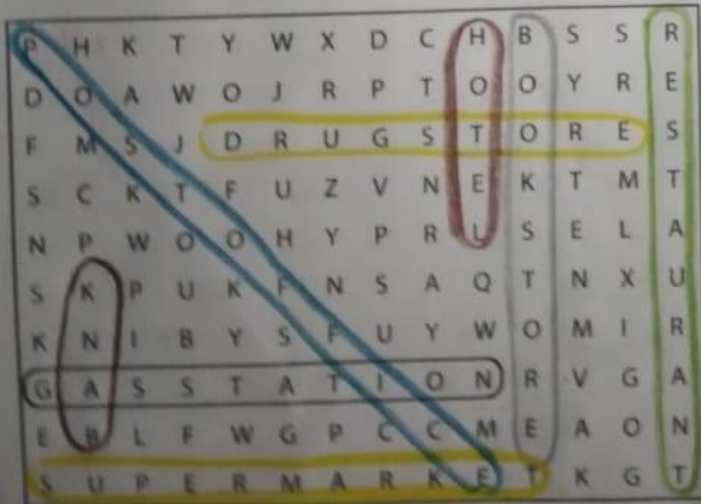 P H K T Y W X D C H B S S R
D O A W O J R P T O O Y R E
F M S J D R U G S T O R E S
S C K T F U Z V N E K T M T
N P W O O H Y P R L S E L A
S K P U K F N S A Q T N X U
K N I B Y S F U Y W O M I R
G A S S T A T I O N R V G A
E B L F W G P C C M E A O N
S U P E R M A R K E T K G T